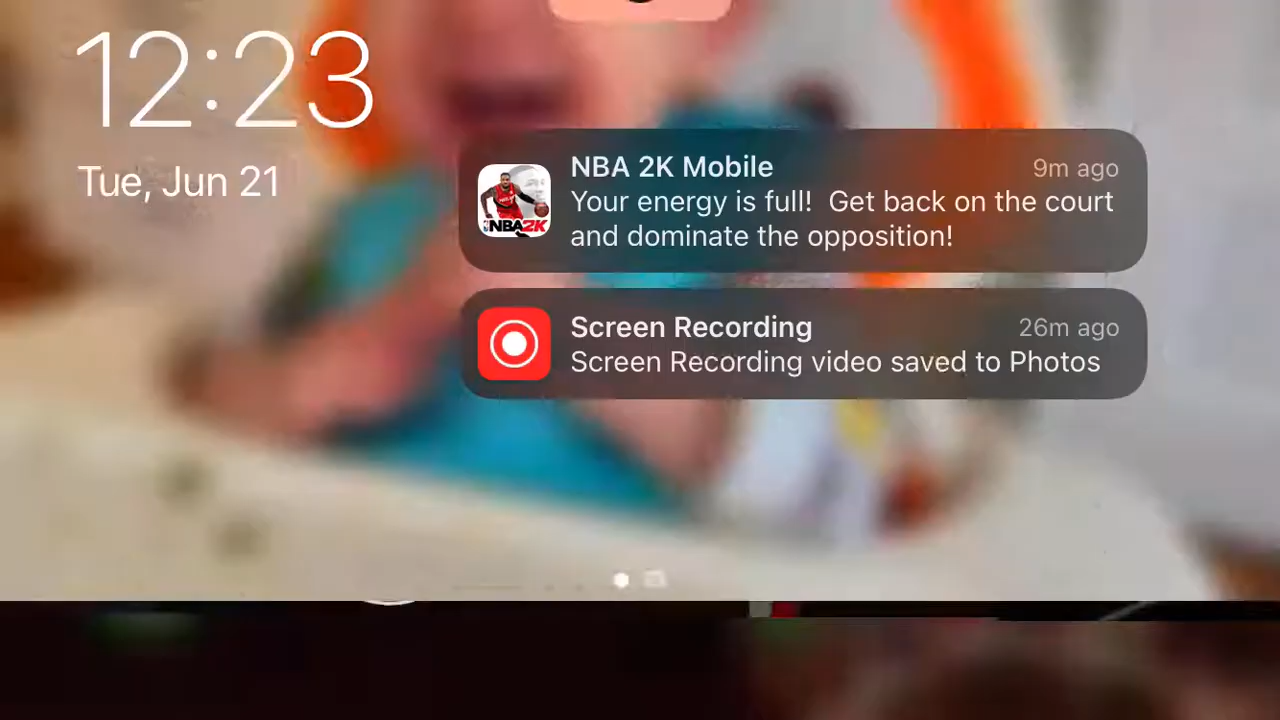 12:23
Tue, Jun 21
NBA 2K Mobile 9m ago
Your energy is full!  Get back on the court
and dominate the opposition!
NBA2K
Screen Recording 26m ago
Screen Recording video saved to Photos